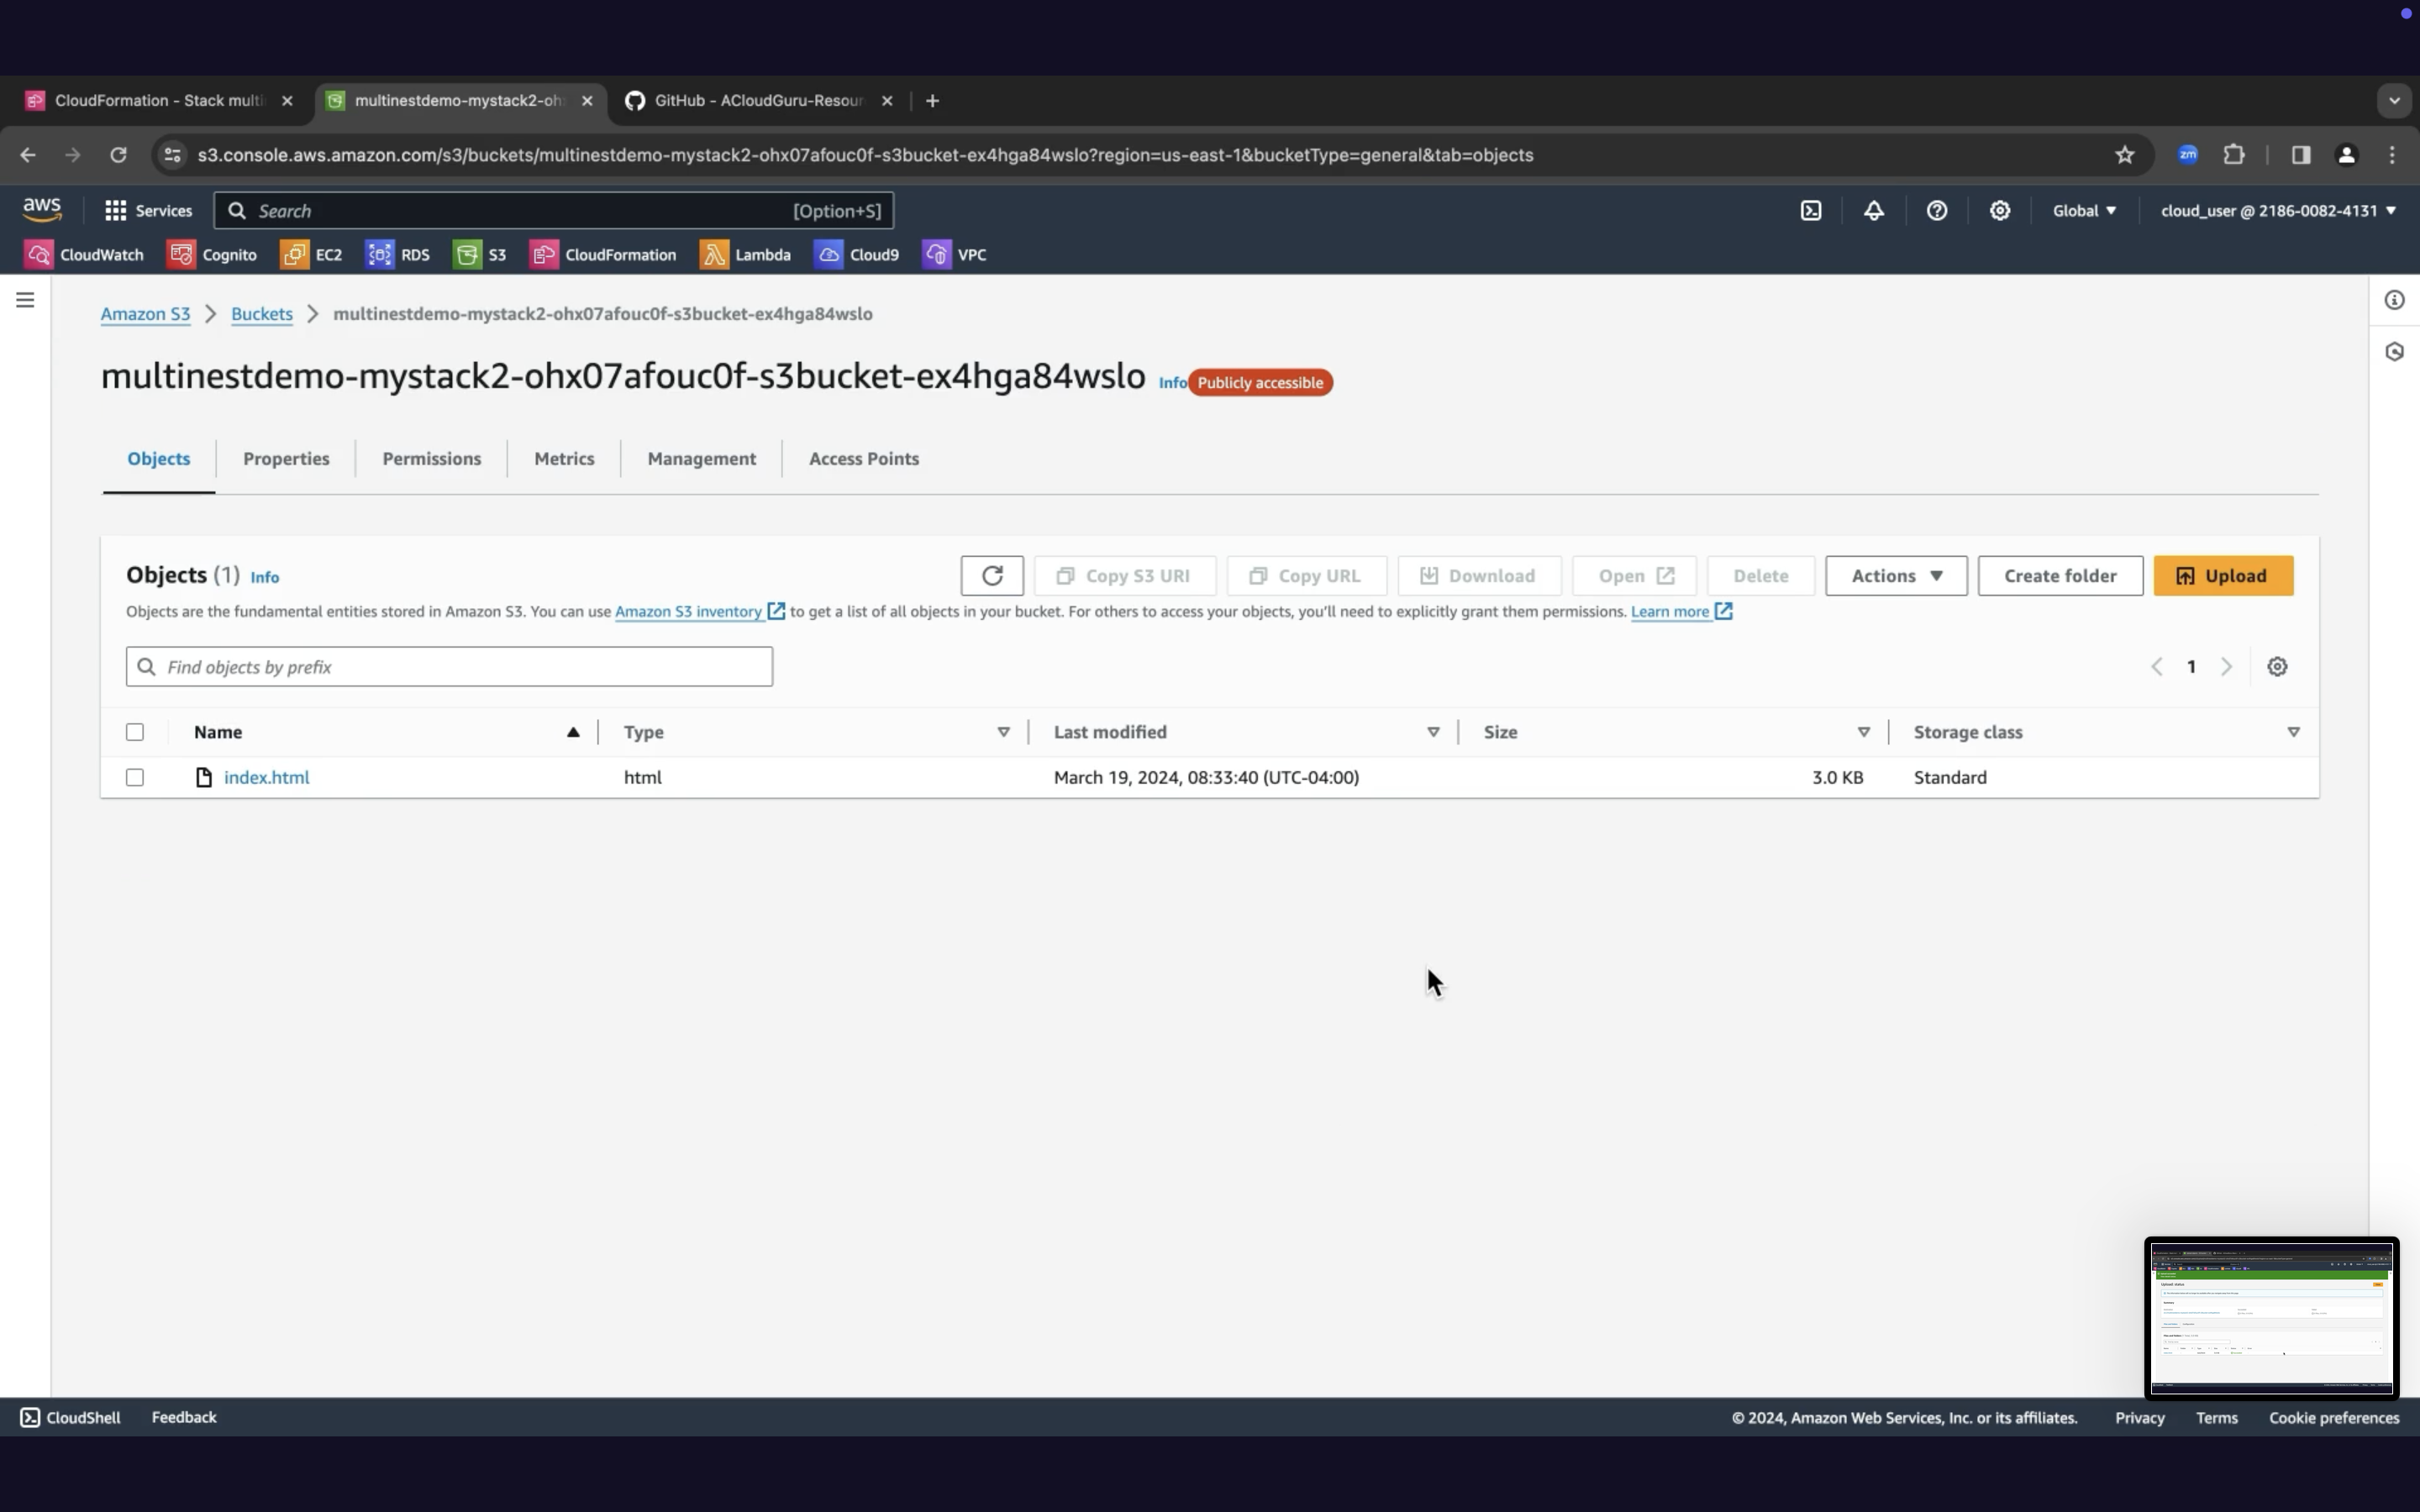 CloudFormation - Stack multi
multinestdemo-mystack2-oh
GitHub - ACloudGuru-Resour
s3.console.aws.amazon.com/s3/buckets/multinestdemo-mystack2-ohx07afouc0f-s3bucket-ex4hga84wslo?region=us-east-1&bucketType=general&tab=objects
zm
aws
Services
Search
[Option+S]
Global
cloud_user @ 2186-0082-4131
CloudWatch
Cognito
EC2
RDS
S3
CloudFormation
Lambda
Cloud9
VPC
Amazon S3 > Buckets > multinestdemo-mystack2-ohx07afouc0f-s3bucket-ex4hga84wslo
multinestdemo-mystack2-ohx07afouc0f-s3bucket-ex4hga84wslo Info Publicly accessible
Objects
Properties
Permissions
Metrics
Management
Access Points
Objects (1) Info
Copy S3 URI
Copy URL
Download
Open
Delete
Actions
Create folder
Upload
Objects are the fundamental entities stored in Amazon S3. You can use Amazon S3 inventory to get a list of all objects in your bucket. For others to access your objects, you'll need to explicitly grant them permissions. Learn more
Find objects by prefix
1
Name Type Last modified Size Storage class
index.html html March 19, 2024, 08:33:40 (UTC-04:00) 3.0 KB Standard
CloudShell
Feedback
© 2024, Amazon Web Services, Inc. or its affiliates.
Privacy
Terms
Cookie preferences